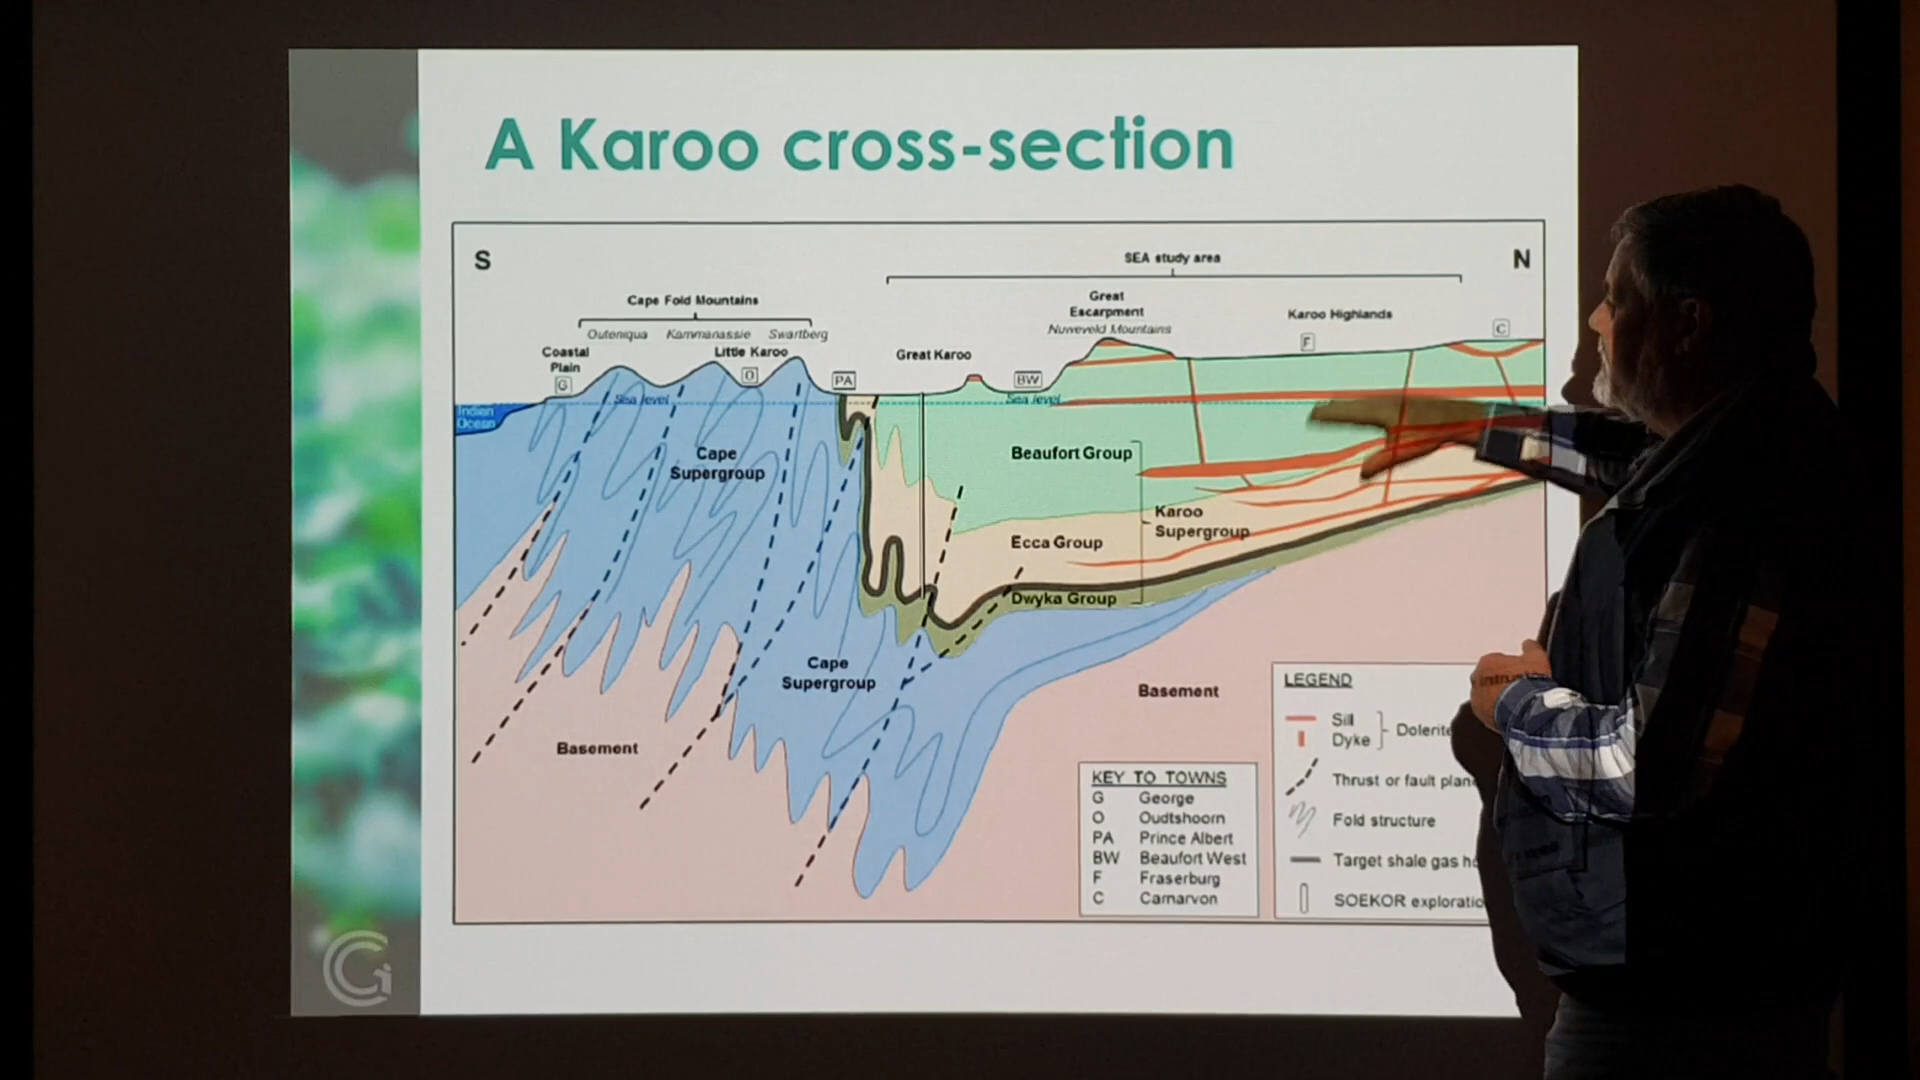 A Karoo cross-section
S
N
SEA study area
Cape Fold Mountains
Outeniqua
Kammanassie
Swartberg
Great
Escarpment
Nuweveld Mountains
Karoo Highlands
Coastal
Plain
Little Karoo
Great Karoo
G
O
PA
BW
F
C
Indian
Ocean
Sea level
Sea level
Cape
Supergroup
Beaufort Group
Karoo
Supergroup
Ecca Group
Dwyka Group
Cape
Supergroup
Basement
Basement
KEY TO TOWNS
G George
O Oudtshoorn
PA Prince Albert
BW Beaufort West
F Fraserburg
C Carnarvon
LEGEND
Sill
Dyke
Dolerite
Thrust or fault plan
Fold structure
Target shale gas ho
SOEKOR exploratio